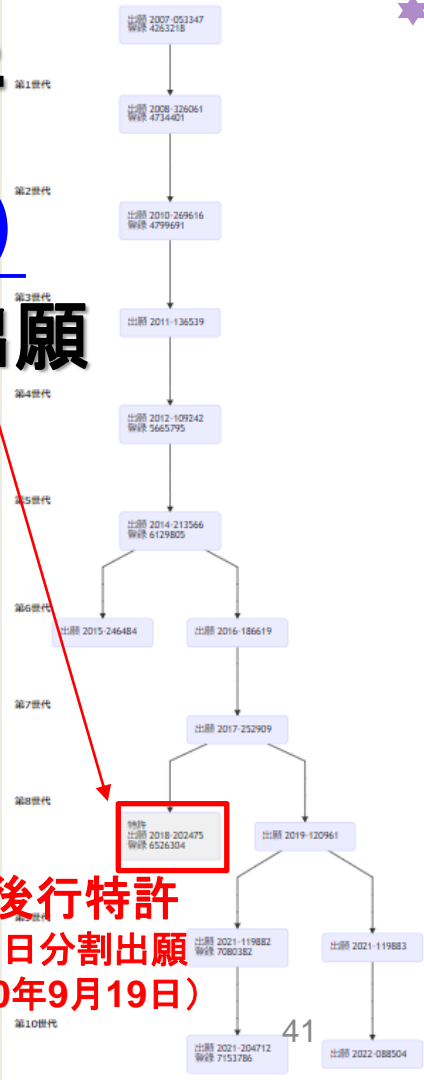 出願 2007-053347
登録 4263218
第1世代
出願 2008-326061
登録 4734401
第2世代
出願 2010-269616
登録 4799691
第3世代
出願 2011-136539
願
第4世代
出願 2012-109242
登録 5665795
第5世代
出願 2014-213566
登録 6129805
第6世代
出願 2015-246484
出願 2016-186619
第7世代
出願 2017-252909
第8世代
特許
出願 2018-202475
登録 6526304
出願 2019-120961
後行特許
第9世代
日分割出願
0年9月19日）
出願 2021-119882
登録 7080382
出願 2021-119883
第10世代
出願 2021-204712
登録 7153786
出願 2022-088504
41